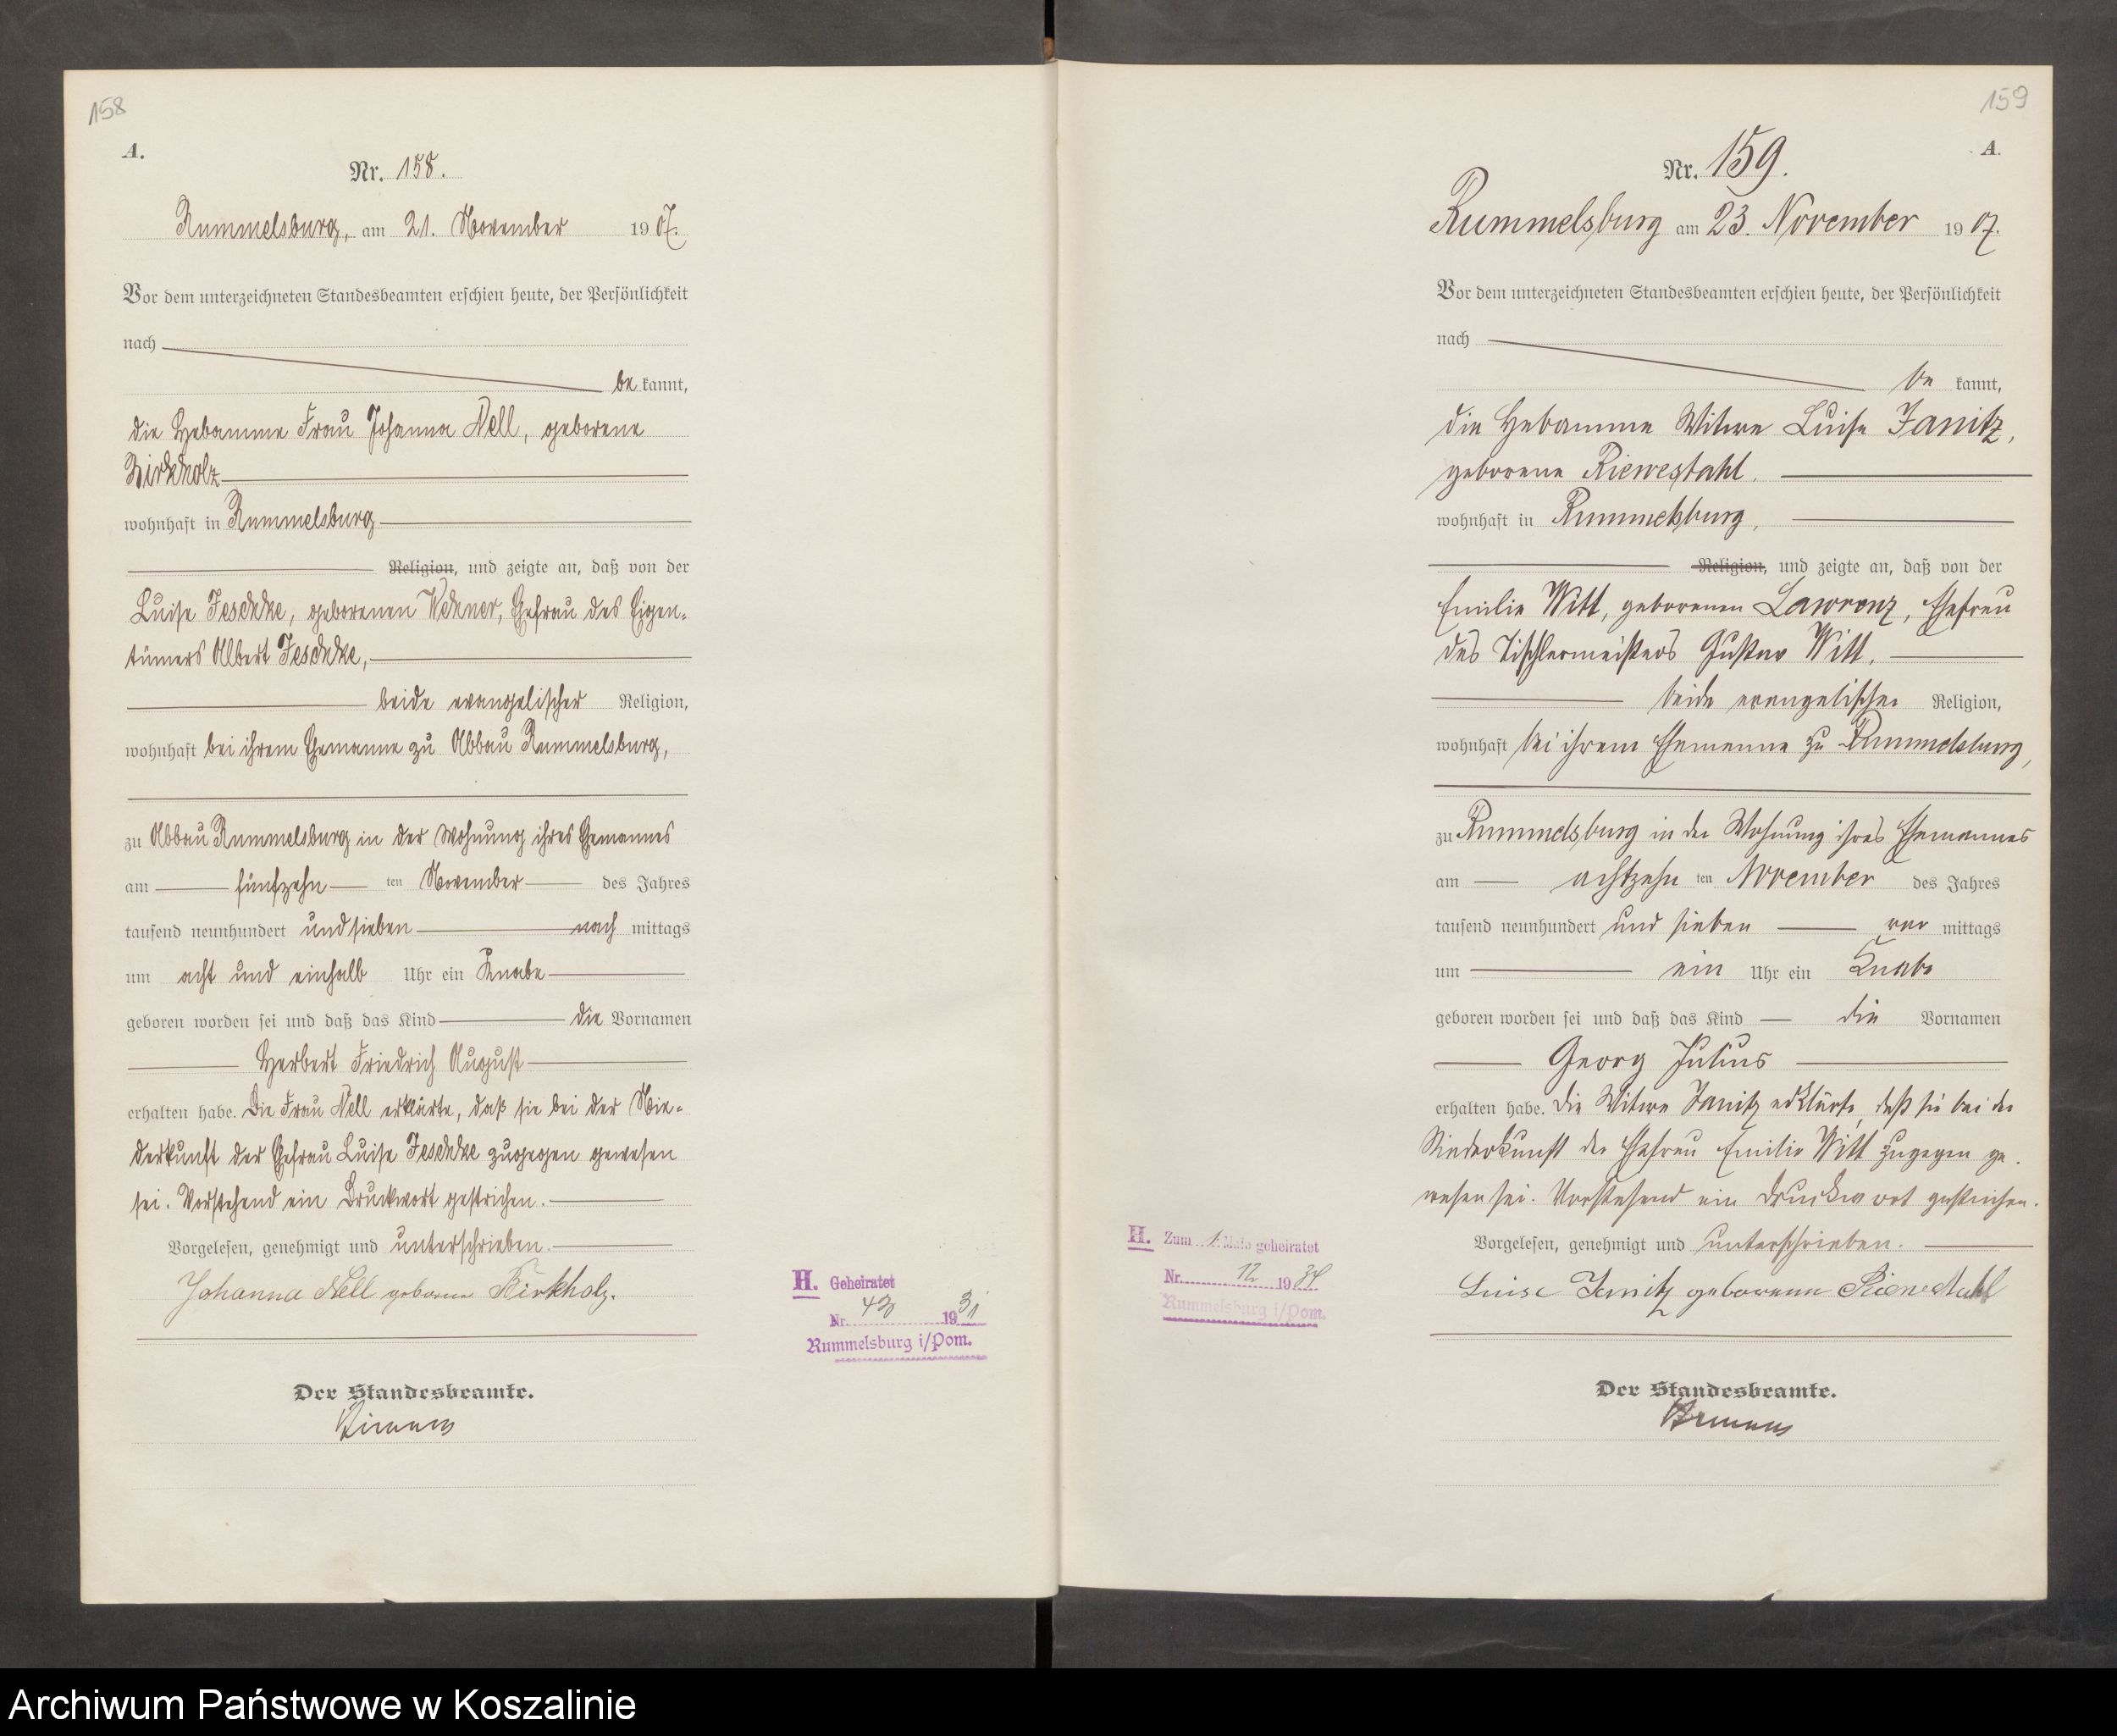 158
A.
Nr. 158.
Rummelsburg, am 21. November 1907.
Vor dem unterzeichneten Standesbeamten erschien heute, der Persönlichkeit
nach
be kannt,
die Hebamme Frau Johanna Nell, geborene
Birkholz
wohnhaft in Rummelsburg
Religion, und zeigte an, daß von der
Luise Jeschke, geborenen, Ehefrau des Eigen-
tümers Albert Jeschke,
beide evangelischer Religion,
wohnhaft bei ihrem Ehemanne zu Abbau Rummelsburg,
zu Abbau Rummelsburg in der Wohnung ihres Ehemannes
am fünfzehn ten November des Jahres
tausend neunhundert und sieben nach mittags
um acht und einhalb Uhr ein Knabe
geboren worden sei und daß das Kind die Vornamen
Herbert Friedrich August
erhalten habe. Die Frau Nell erklärte, daß sie bei der Nie-
derkunft der Ehefrau Luise Jeschke zugegen gewesen
sei. Vorstehend ein Druckwort gestrichen.
Vorgelesen, genehmigt und unterschrieben.
Johanna Nell geborene Birkholz.
Der Standesbeamte.
H. Geheiratet
Nr. 43 1931
Rummelsburg i/Pom.
159
A.
Nr. 159.
Rummelsburg am 23. November 1907.
Vor dem unterzeichneten Standesbeamten erschien heute, der Persönlichkeit
nach
be kannt,
die Hebamme Witwe Luise Janitz,
geborene Riewestahl.
wohnhaft in Rummelsburg,
Religion, und zeigte an, daß von der
Emilie Witt, geborenen Lawrenz, Ehefrau
des Tischlermeisters Gustav Witt,
beide evangelischer Religion,
wohnhaft bei ihrem Ehemanne zu Rummelsburg,
zu Rummelsburg in der Wohnung ihres Ehemannes
am achtzehn ten November des Jahres
tausend neunhundert und sieben vor mittags
um ein Uhr ein Knabe
geboren worden sei und daß das Kind die Vornamen
Georg Julius
erhalten habe. Die Witwe Janitz erklärte, daß sie bei der
Niederkunft der Ehefrau Emilie Witt zugegen ge-
wesen sei. Vorstehend ein Druckwort gestrichen.
Vorgelesen, genehmigt und unterschrieben.
Luise Janitz geborene Riewestahl
Der Standesbeamte.
H. Zum 1. Male geheiratet
Nr. 12 1934
Rummelsburg i/Pom.
Archiwum Państwowe w Koszalinie